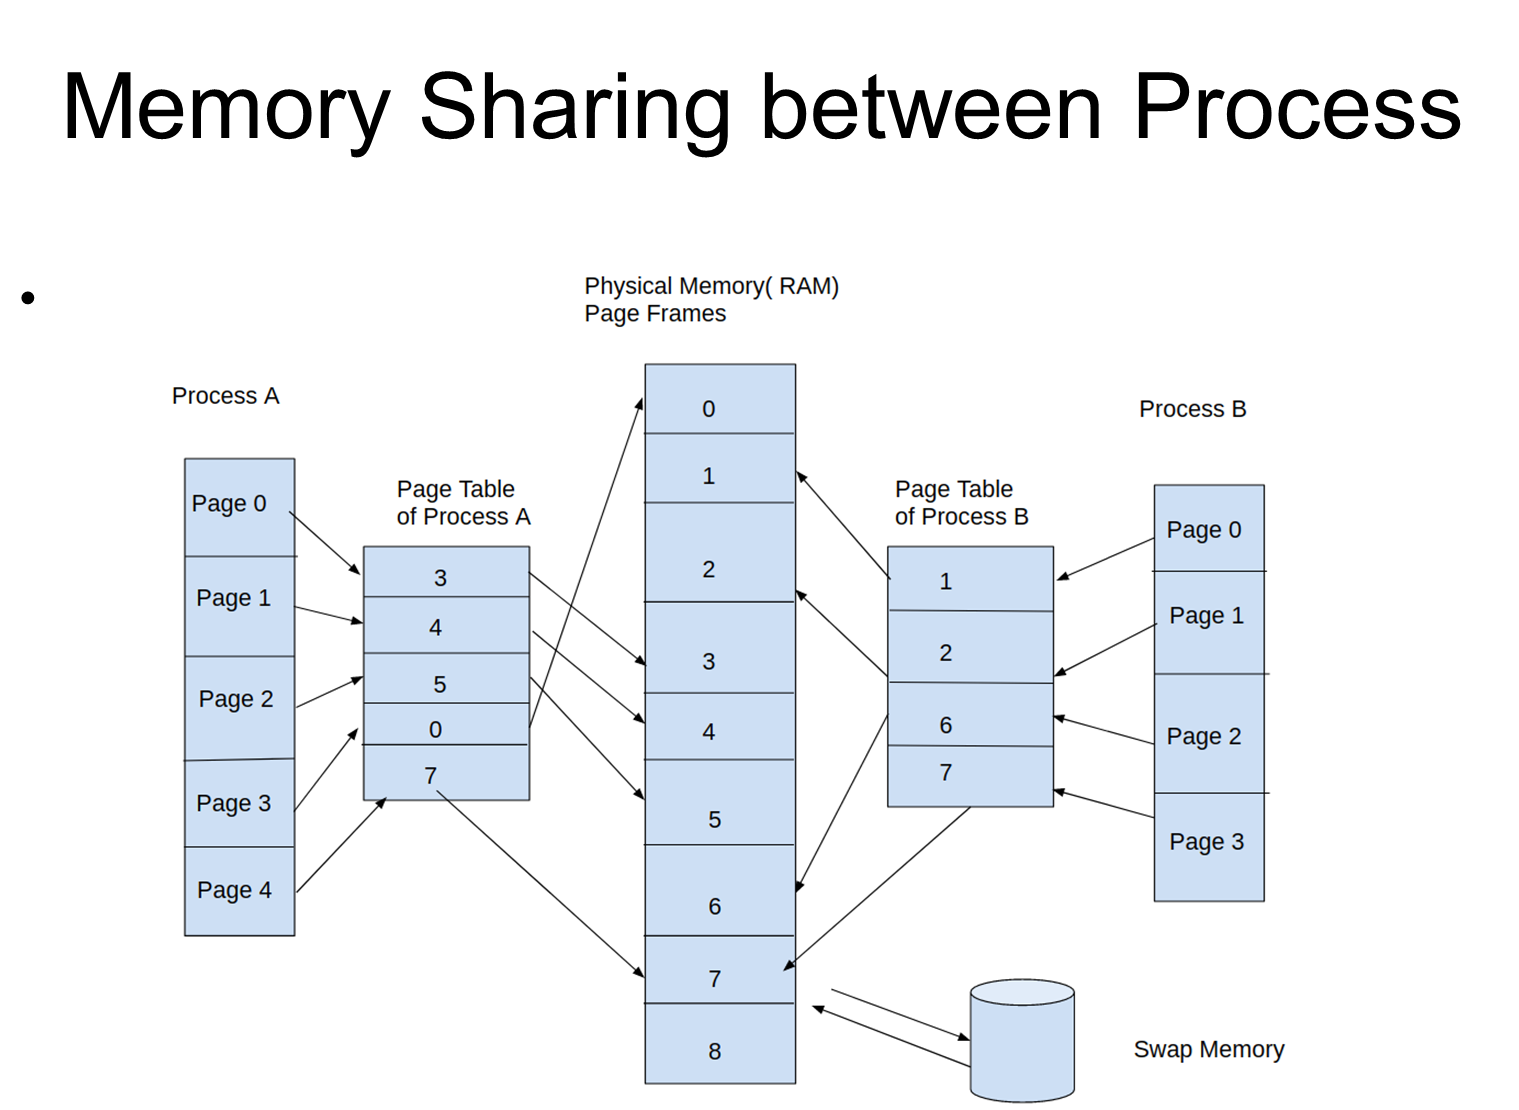 Memory Sharing between Process
•
Physical Memory( RAM)
Page Frames
Process A
Page 0
Page 1
Page 2
Page 3
Page 4
Page Table
of Process A
3
4
5
0
7
0
1
2
3
4
5
6
7
8
Page Table
of Process B
1
2
6
7
Process B
Page 0
Page 1
Page 2
Page 3
Swap Memory